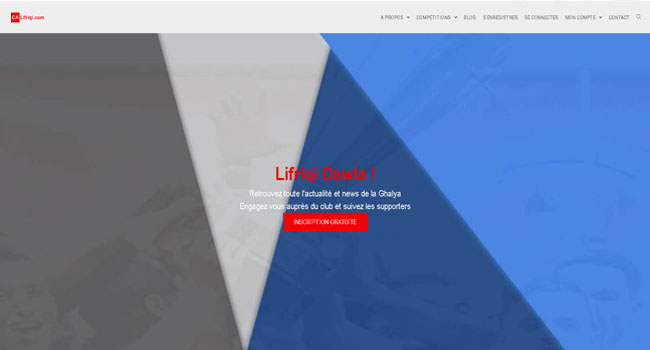 CA Lifriqi.com
A PROPOS COMPÉTITIONS BLOG S'ENREGISTRER SE CONNECTER MON COMPTE CONTACT
Lifriqi Dawla !
Retrouvez toute l'actualité et news de la Ghalya
Engagez vous auprès du club et suivez les supporters
INSCRIPTION GRATUITE